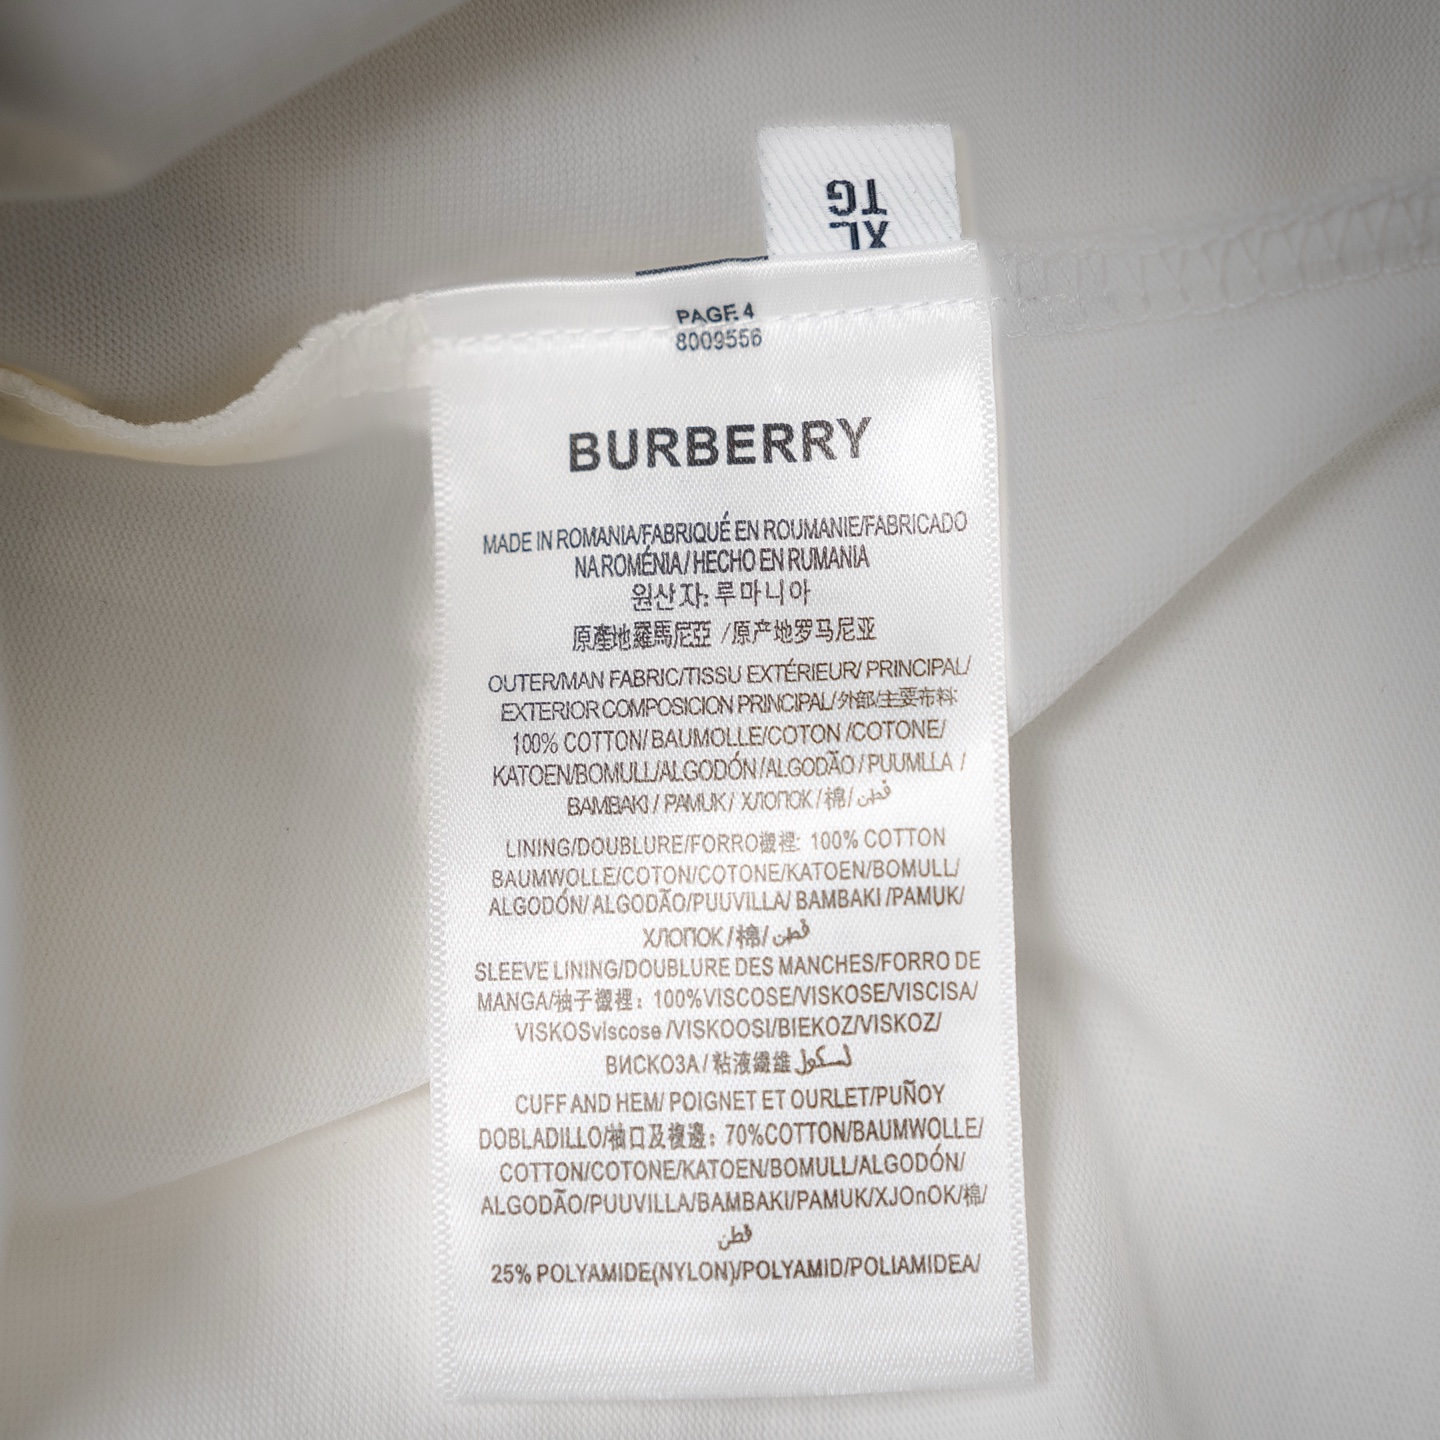 XL
TG
PAGE 4
8009556
BURBERRY
MADE IN ROMANIA/FABRIQUÉ EN ROUMANIE/FABRICADO
NA ROMÉNIA/ HECHO EN RUMANIA
원산지: 루마니아
原產地羅馬尼亞 /原产地罗马尼亚
OUTER/MAN FABRIC/TISSU EXTÉRIEUR/ PRINCIPAL/
EXTERIOR COMPOSICION PRINCIPAL/外部/主要布料:
100% COTTON/ BAUMOLLE/COTON /COTONE/
KATOEN/BOMULL/ALGODÓN /ALGODÃO / PUUMLLA /
BAMBAKI / PAMUK / ХЛОПОК / 棉 / قطن
LINING/DOUBLURE/FORRO襯裡: 100% COTTON
BAUMWOLLE/COTON/COTONE/KATOEN/BOMULL/
ALGODÓN/ ALGODÃO/PUUVILLA/ BAMBAKI /PAMUK/
ХЛОПОК / 棉/ قطن
SLEEVE LINING/DOUBLURE DES MANCHES/FORRO DE
MANGA/袖子襯裡: 100%VISCOSE/VISKOSE/VISCISA/
VISKOSviscose /VISKOOSI/BIEKOZ/VISKOZ/
ВИСКОЗА / 粘液纖維 لسكول
CUFF AND HEM/ POIGNET ET OURLET/PUÑOY
DOBLADILLO/袖口及複邊: 70%COTTON/BAUMWOLLE/
COTTON/COTONE/KATOEN/BOMULL/ALGODÓN/
ALGODÃO/PUUVILLA/BAMBAKI/PAMUK/XJOnOK/棉/
قطن
25% POLYAMIDE(NYLON)/POLYAMID/POLIAMIDEA/